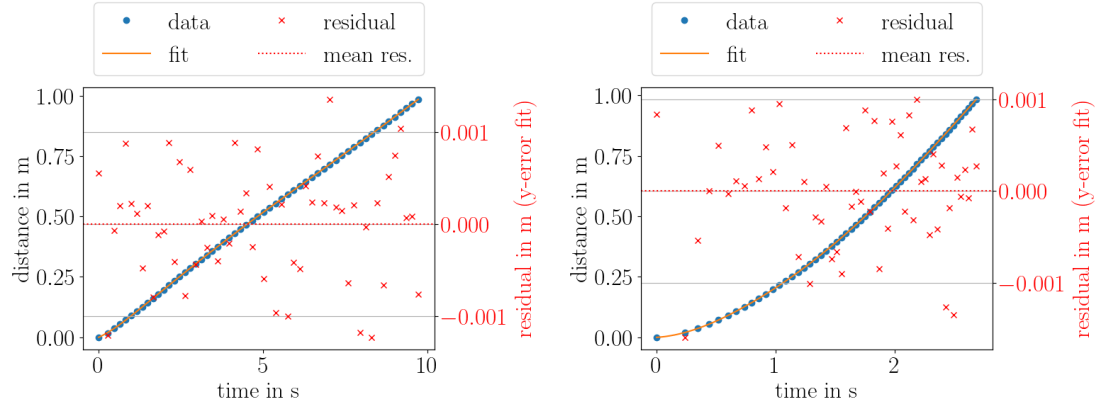 data
residual
fit
mean res.
1.00
0.75
0.50
0.25
0.00
distance in m
0
5
10
time in s
0.001
0.000
−0.001
residual in m (y-error fit)
data
residual
fit
mean res.
1.00
0.75
0.50
0.25
0.00
distance in m
0
1
2
time in s
0.001
0.000
−0.001
residual in m (y-error fit)